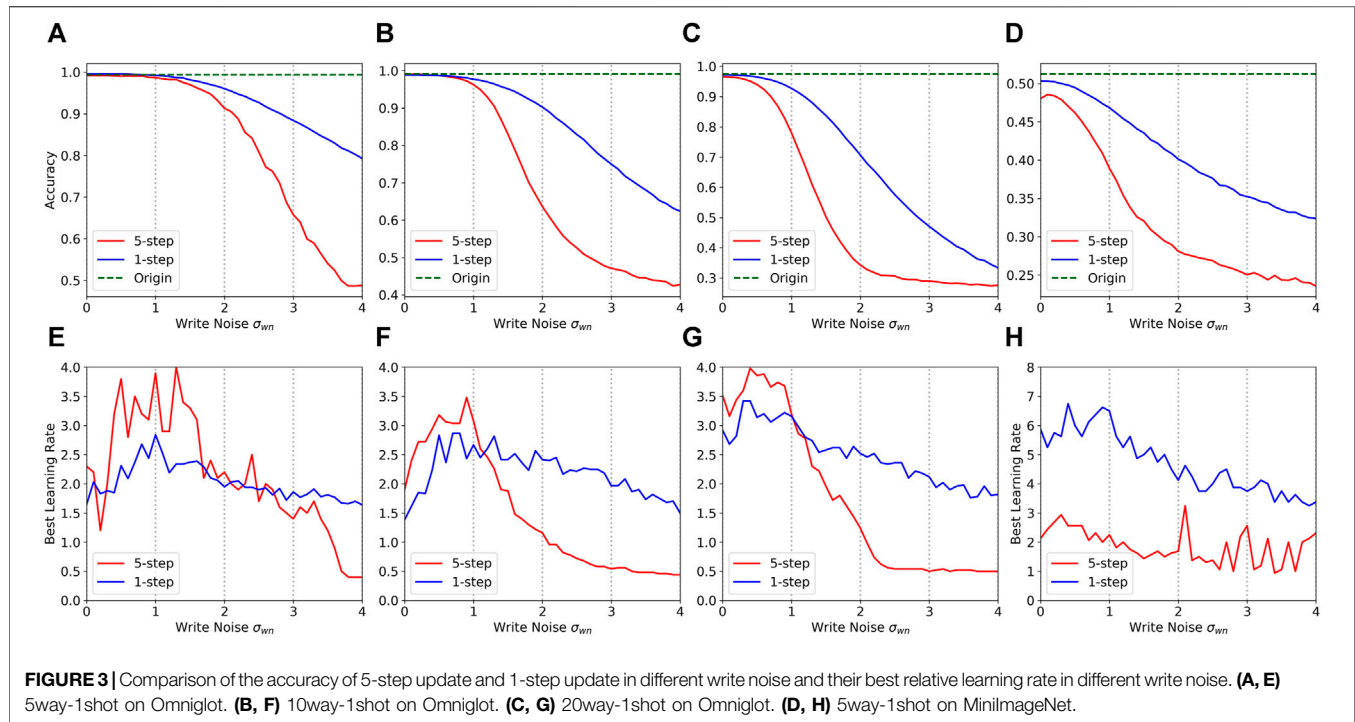 A
B
C
D
1.0
0.9
0.8
0.7
0.6
0.5
Accuracy
5-step
1-step
Origin
0 1 2 3 4
Write Noise σwn
1.0
0.9
0.8
0.7
0.6
0.5
0.4
5-step
1-step
Origin
0 1 2 3 4
Write Noise σwn
1.0
0.9
0.8
0.7
0.6
0.5
0.4
0.3
5-step
1-step
Origin
0 1 2 3 4
Write Noise σwn
0.50
0.45
0.40
0.35
0.30
0.25
5-step
1-step
Origin
0 1 2 3 4
Write Noise σwn
E
F
G
H
4.0
3.5
3.0
2.5
2.0
1.5
1.0
0.5
0.0
Best Learning Rate
5-step
1-step
0 1 2 3 4
Write Noise σwn
4.0
3.5
3.0
2.5
2.0
1.5
1.0
0.5
0.0
5-step
1-step
0 1 2 3 4
Write Noise σwn
4.0
3.5
3.0
2.5
2.0
1.5
1.0
0.5
0.0
5-step
1-step
0 1 2 3 4
Write Noise σwn
8
7
6
5
4
3
2
1
0
Best Learning Rate
5-step
1-step
0 1 2 3 4
Write Noise σwn
FIGURE 3 | Comparison of the accuracy of 5-step update and 1-step update in different write noise and their best relative learning rate in different write noise. (A, E)
5way-1shot on Omniglot. (B, F) 10way-1shot on Omniglot. (C, G) 20way-1shot on Omniglot. (D, H) 5way-1shot on MiniImageNet.